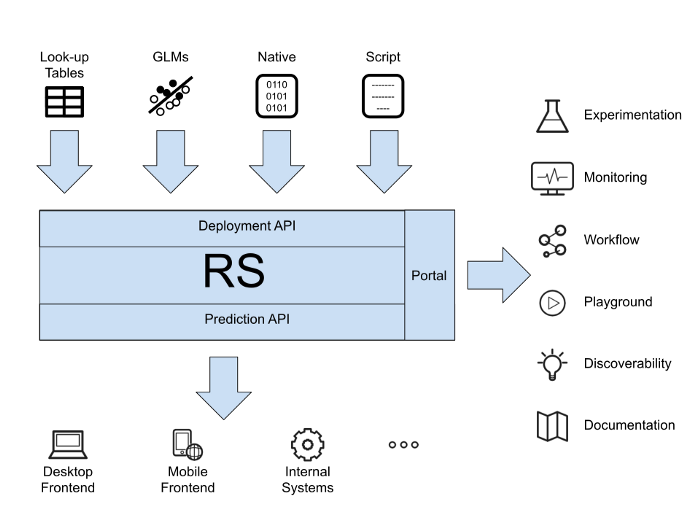 Look-up
Tables
GLMs
Native
Script
0110
0101
0101
Deployment API
RS
Prediction API
Portal
Experimentation
Monitoring
Workflow
Playground
Discoverability
Documentation
Desktop
Frontend
Mobile
Frontend
Internal
Systems